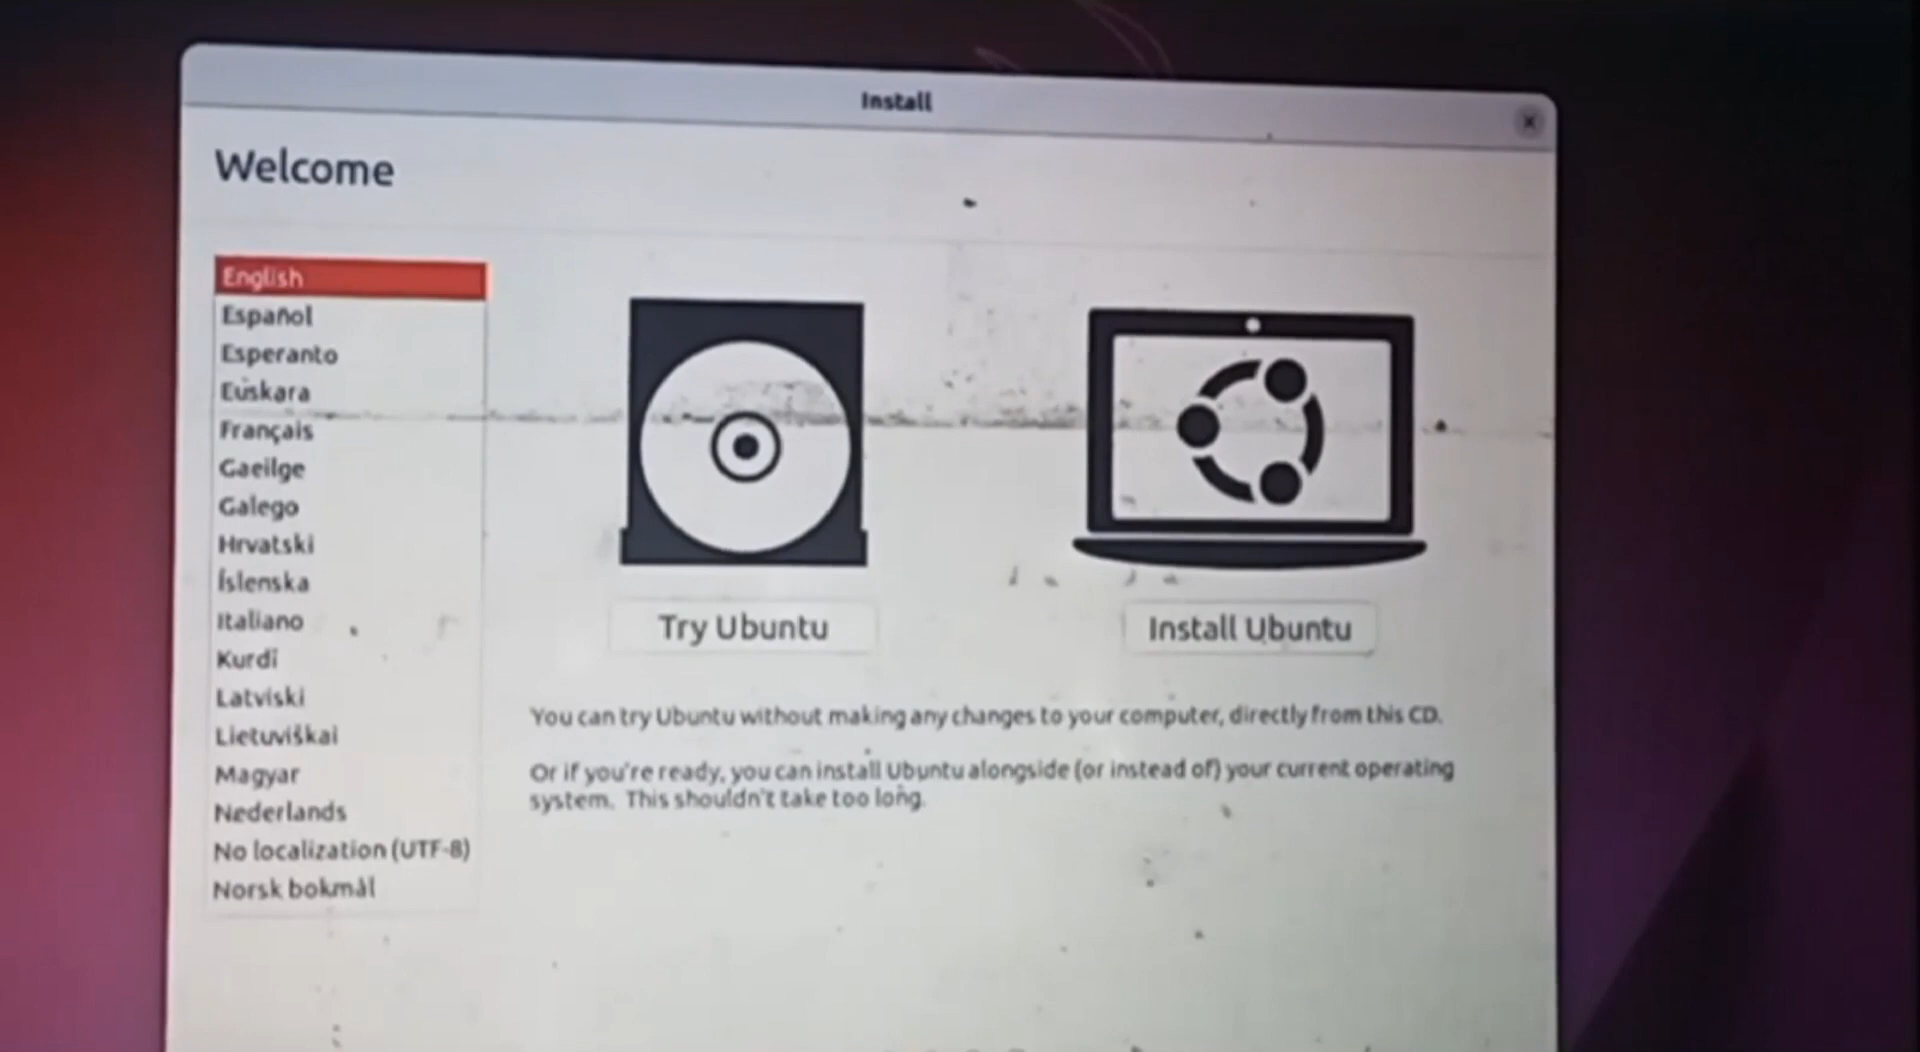 Install
Welcome
English
Español
Esperanto
Euskara
Français
Gaeilge
Galego
Hrvatski
Íslenska
Italiano
Kurdî
Latviski
Lietuviškai
Magyar
Nederlands
No localization (UTF-8)
Norsk bokmål
Try Ubuntu
Install Ubuntu
You can try Ubuntu without making any changes to your computer, directly from this CD.
Or if you're ready, you can install Ubuntu alongside (or instead of) your current operating
system. This shouldn't take too long.